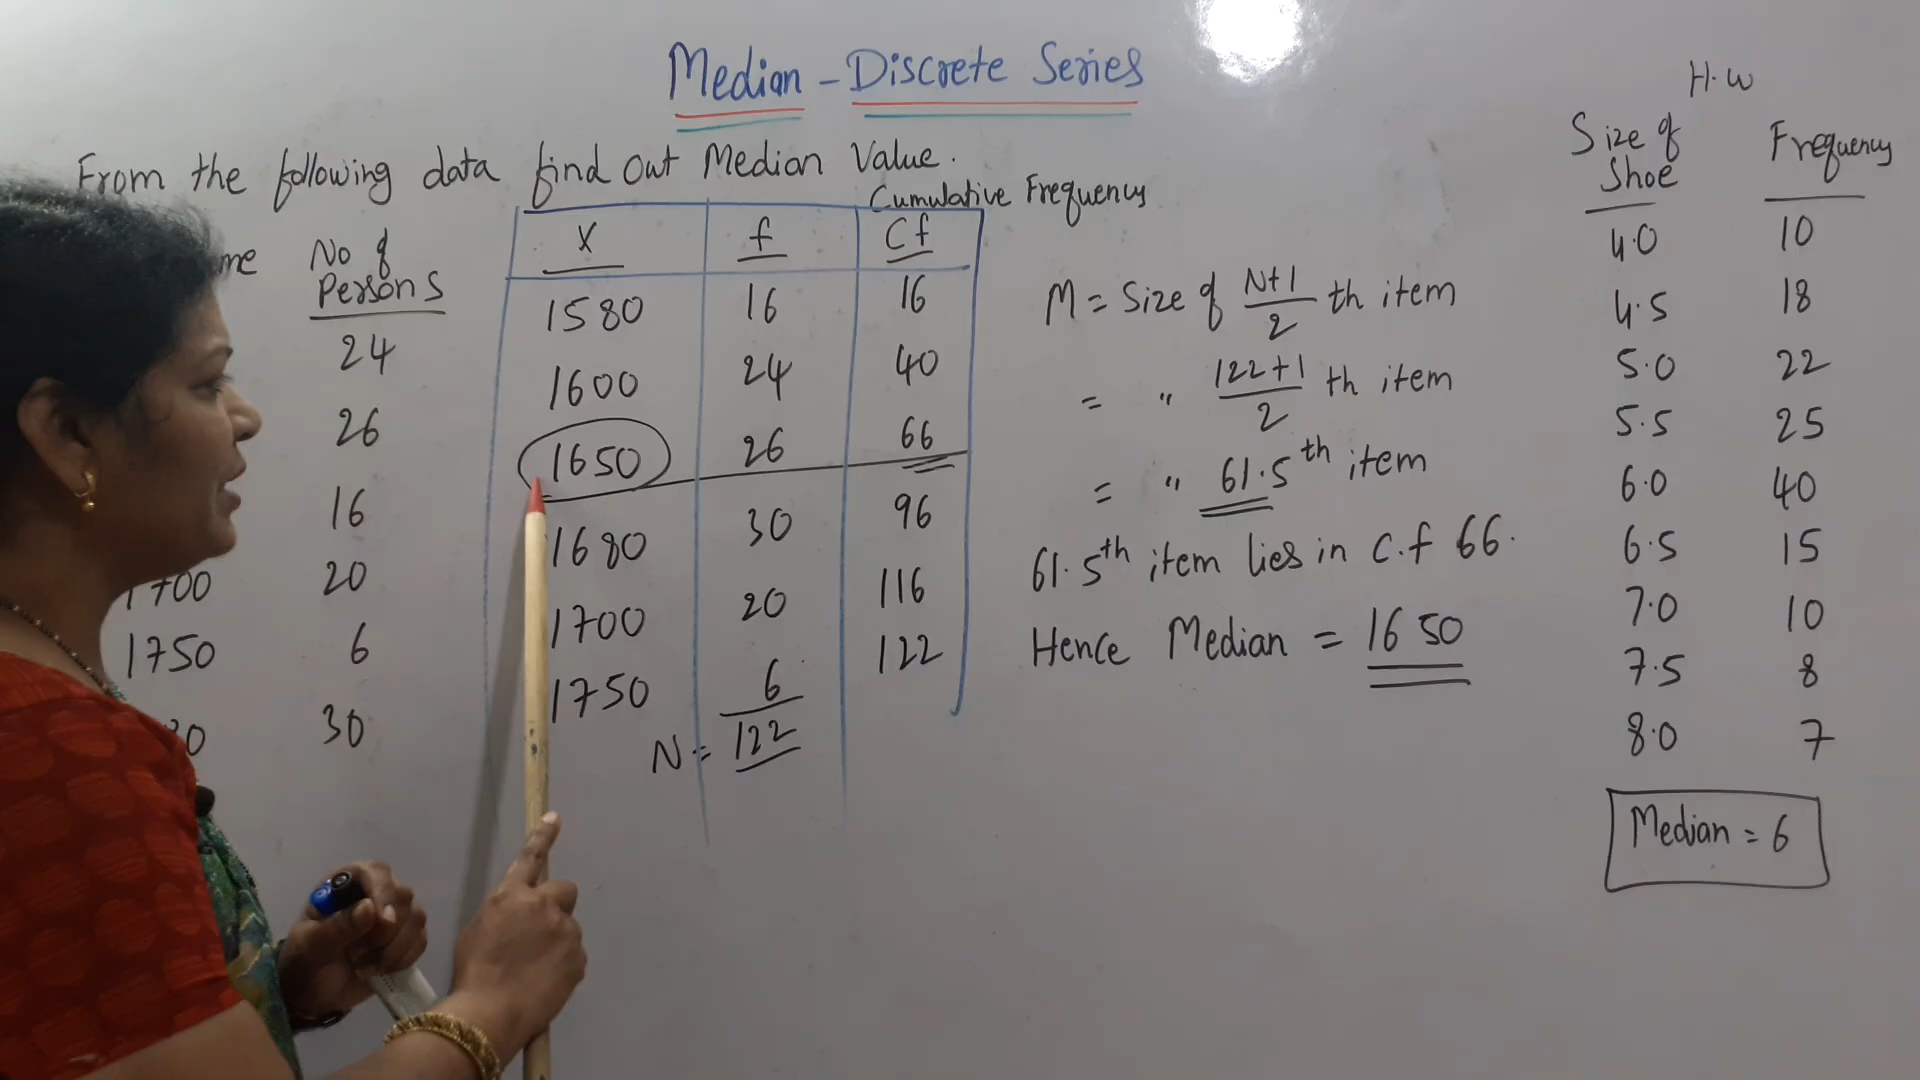 Median - Discrete Series
From the following data find out Median Value.
me No of Persons
24
26
16
1700 20
1750 6
30
Cumulative Frequency
X f Cf
1580 16 16
1600 24 40
1650 26 66
1680 30 96
1700 20 116
1750 6 122
N = 122
M = Size of N+1/2 th item
= " 122+1/2 th item
= " 61.5th item
61.5th item lies in C.f 66.
Hence Median = 1650
H.W
Size of Shoe Frequency
4.0 10
4.5 18
5.0 22
5.5 25
6.0 40
6.5 15
7.0 10
7.5 8
8.0 7
Median = 6